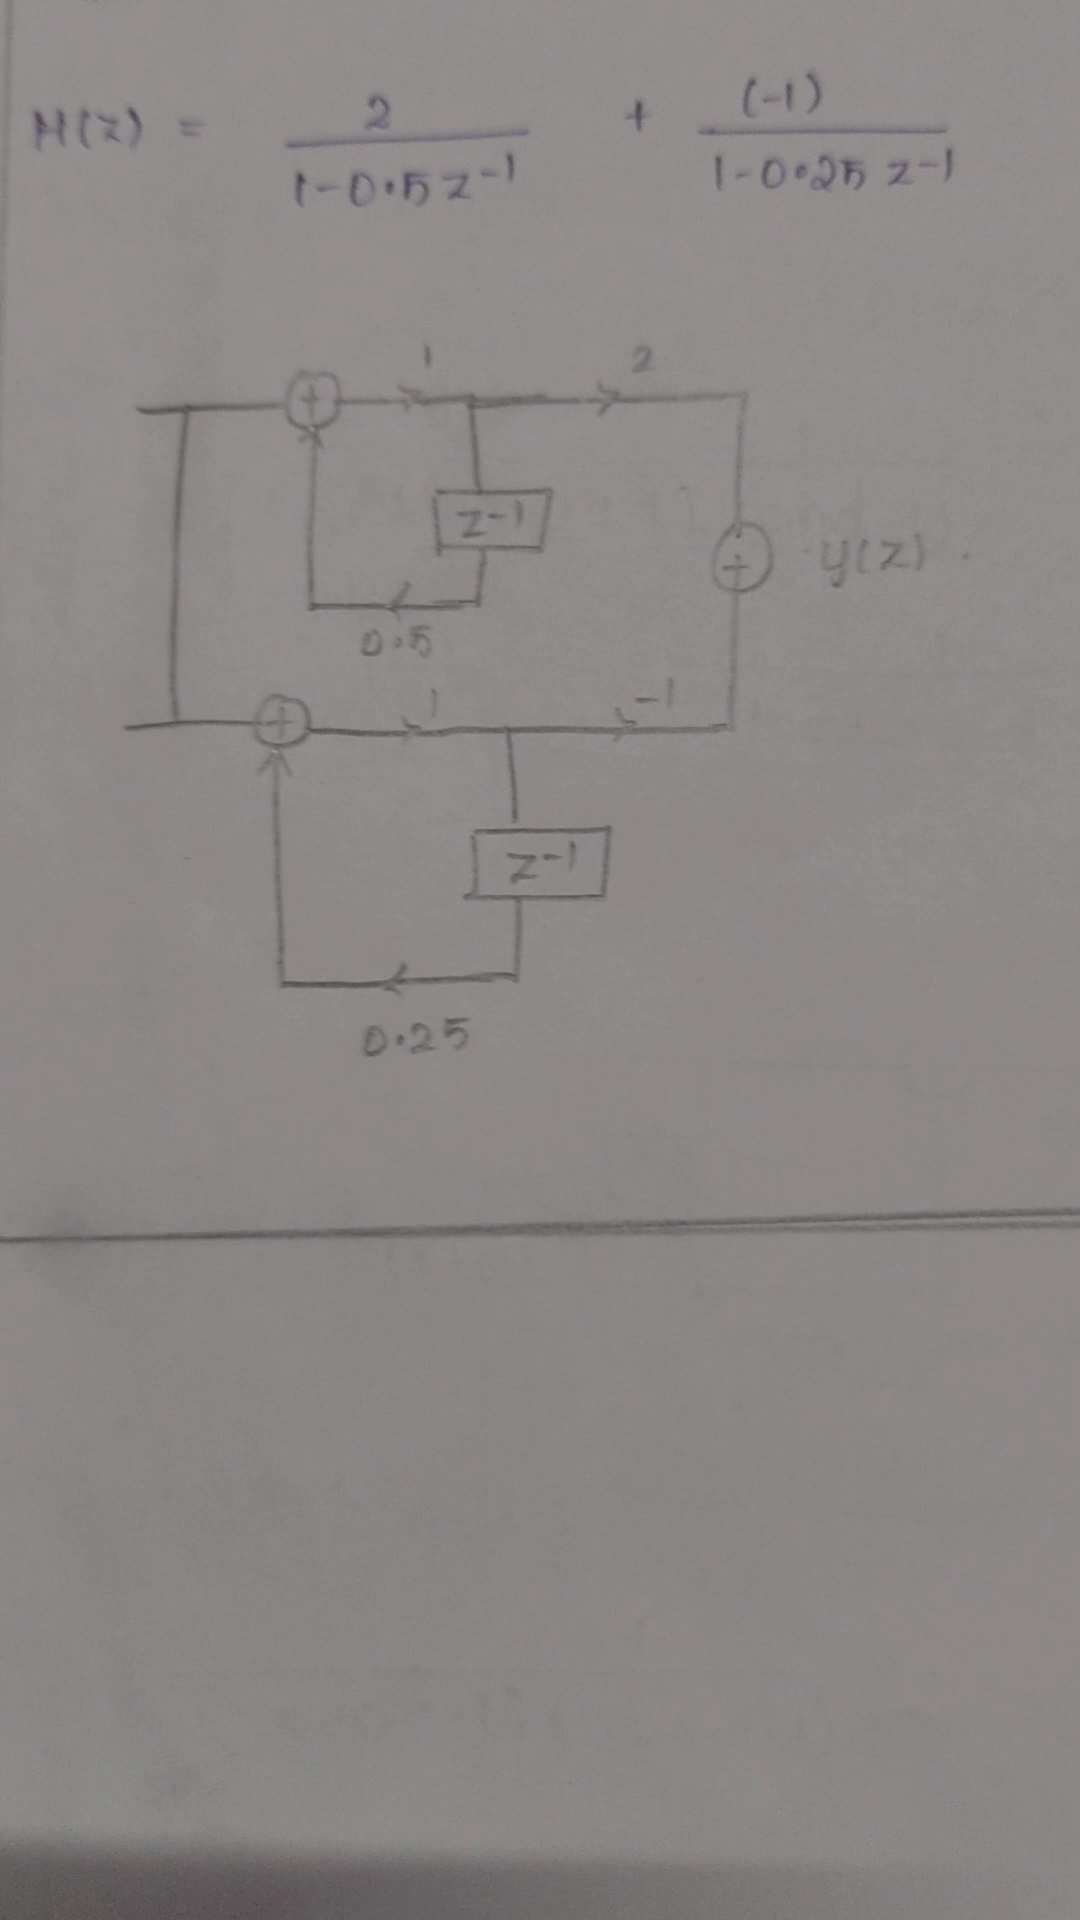 H(z) = 2 / 1-0.5z-1 + (-1) / 1-0.25 z-1
1 2
z-1
y(z).
0.5
1 -1
z-1
0.25